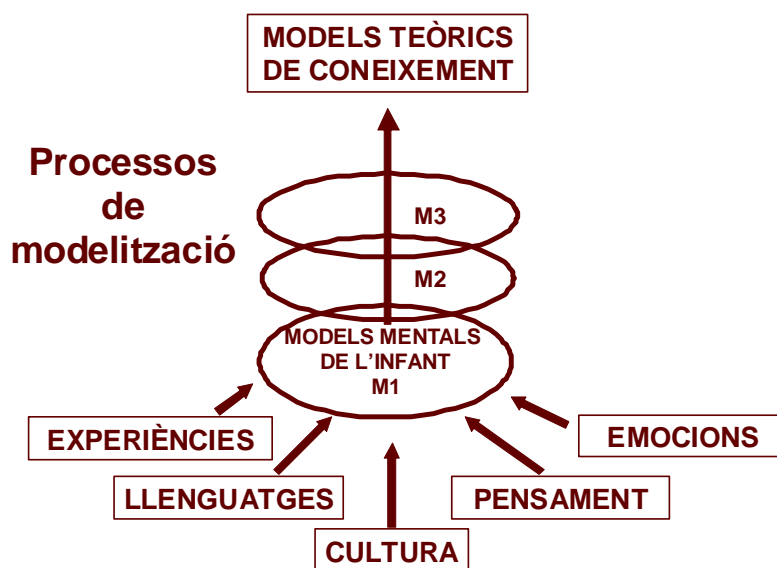 MODELS TEÒRICS
DE CONEIXEMENT
Processos
de
modelització
M3
M2
MODELS MENTALS
DE L’INFANT
M1
EXPERIÈNCIES
EMOCIONS
LLENGUATGES
PENSAMENT
CULTURA